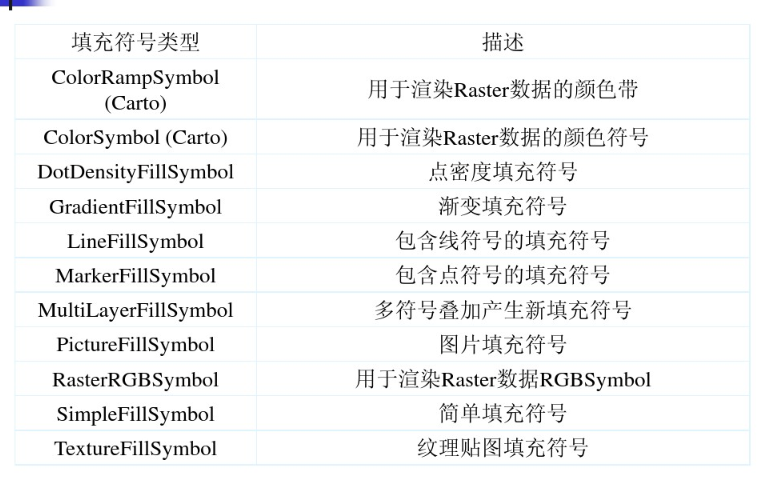 填充符号类型 描述
ColorRampSymbol
(Carto)
用于渲染Raster数据的颜色带
ColorSymbol (Carto) 用于渲染Raster数据的颜色符号
DotDensityFillSymbol 点密度填充符号
GradientFillSymbol 渐变填充符号
LineFillSymbol 包含线符号的填充符号
MarkerFillSymbol 包含点符号的填充符号
MultiLayerFillSymbol 多符号叠加产生新填充符号
PictureFillSymbol 图片填充符号
RasterRGBSymbol 用于渲染Raster数据RGBSymbol
SimpleFillSymbol 简单填充符号
TextureFillSymbol 纹理贴图填充符号